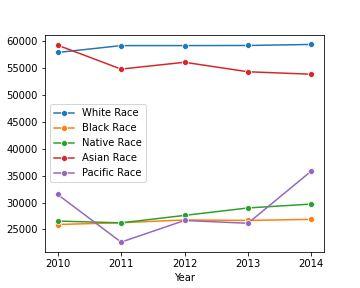 60000
55000
50000
45000
40000
35000
30000
25000
White Race
Black Race
Native Race
Asian Race
Pacific Race
2010 2011 2012 2013 2014
Year